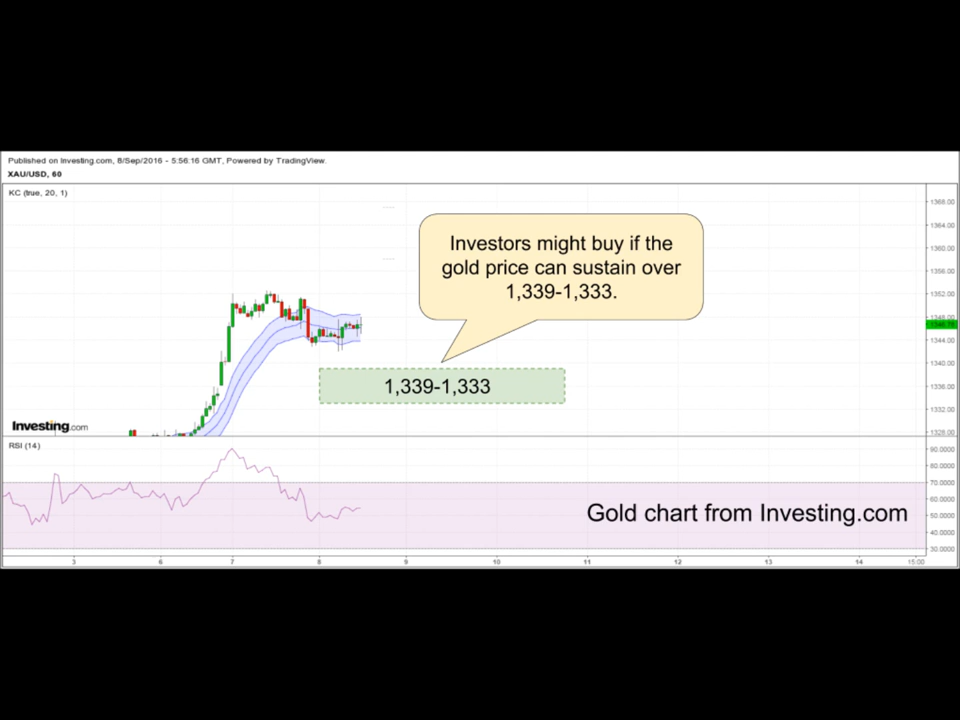 Published on Investing.com, 8/Sep/2016 - 5:56:16 GMT, Powered by TradingView.
XAU/USD, 60
KC (true, 20, 1)
1368.00
1364.00
1360.00
1356.00
1352.00
1348.00
1344.00
1340.00
1336.00
1332.00
1328.00
Investors might buy if the
gold price can sustain over
1,339-1,333.
1,339-1,333
Investing.com
RSI (14)
90.0000
80.0000
70.0000
60.0000
50.0000
40.0000
30.0000
Gold chart from Investing.com
3 6 7 8 9 10 11 12 13 14 15:00